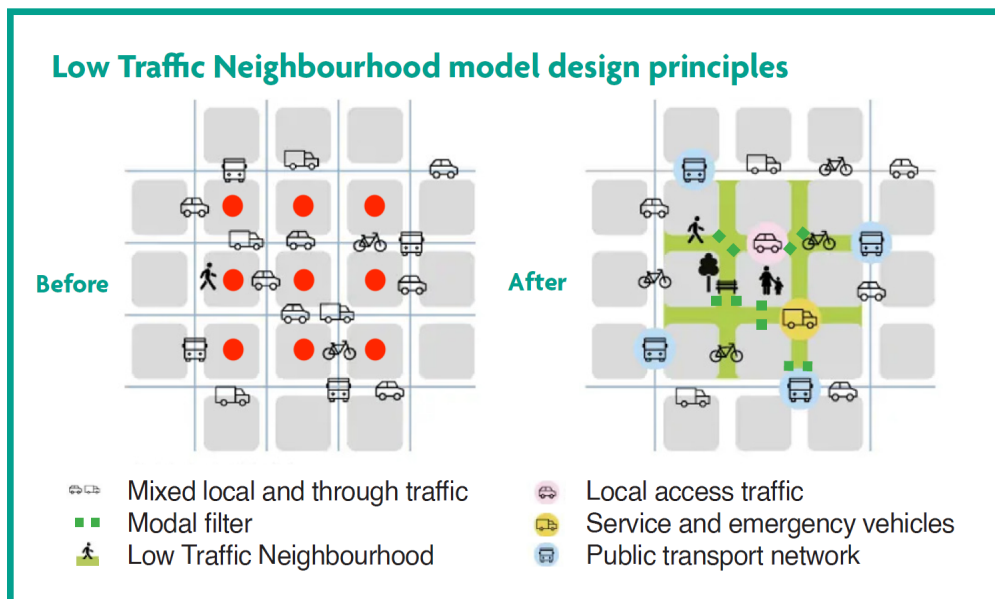 Low Traffic Neighbourhood model design principles
Before
After
Mixed local and through traffic
Modal filter
Low Traffic Neighbourhood
Local access traffic
Service and emergency vehicles
Public transport network